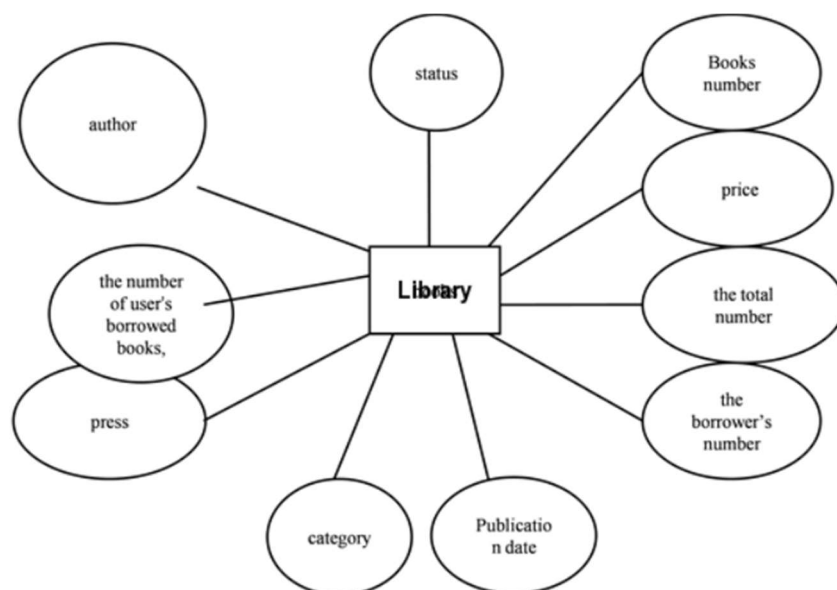 status
Books
number
author
price
Library
the number
of user's
borrowed
books,
the total
number
press
the
borrower’s
number
category
Publicatio
n date